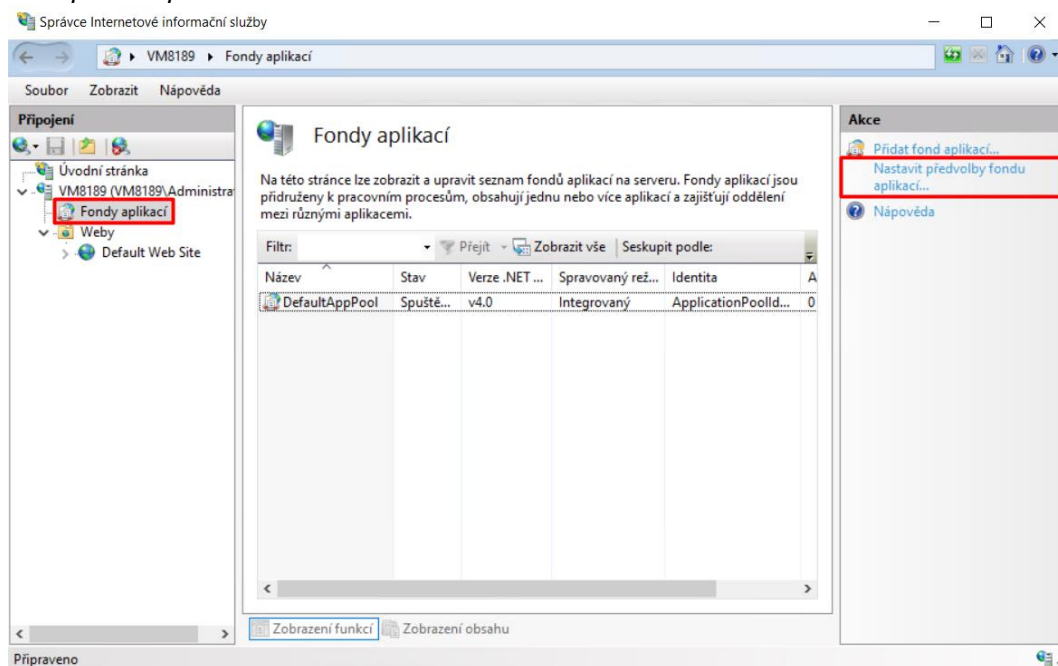 Správce Internetové informační služby
VM8189 Fondy aplikací
Soubor Zobrazit Nápověda
Připojení
Úvodní stránka
VM8189 (VM8189\Administra
Fondy aplikací
Weby
Default Web Site
Fondy aplikací
Na této stránce lze zobrazit a upravit seznam fondů aplikací na serveru. Fondy aplikací jsou
přidruženy k pracovním procesům, obsahují jednu nebo více aplikací a zajišťují oddělení
mezi různými aplikacemi.
Filtr: Přejít Zobrazit vše Seskupit podle:
Název Stav Verze .NET ... Spravovaný rež... Identita A
DefaultAppPool Spuště... v4.0 Integrovaný ApplicationPoolId... 0
Zobrazení funkcí Zobrazení obsahu
Akce
Přidat fond aplikací...
Nastavit předvolby fondu
aplikací...
Nápověda
Připraveno